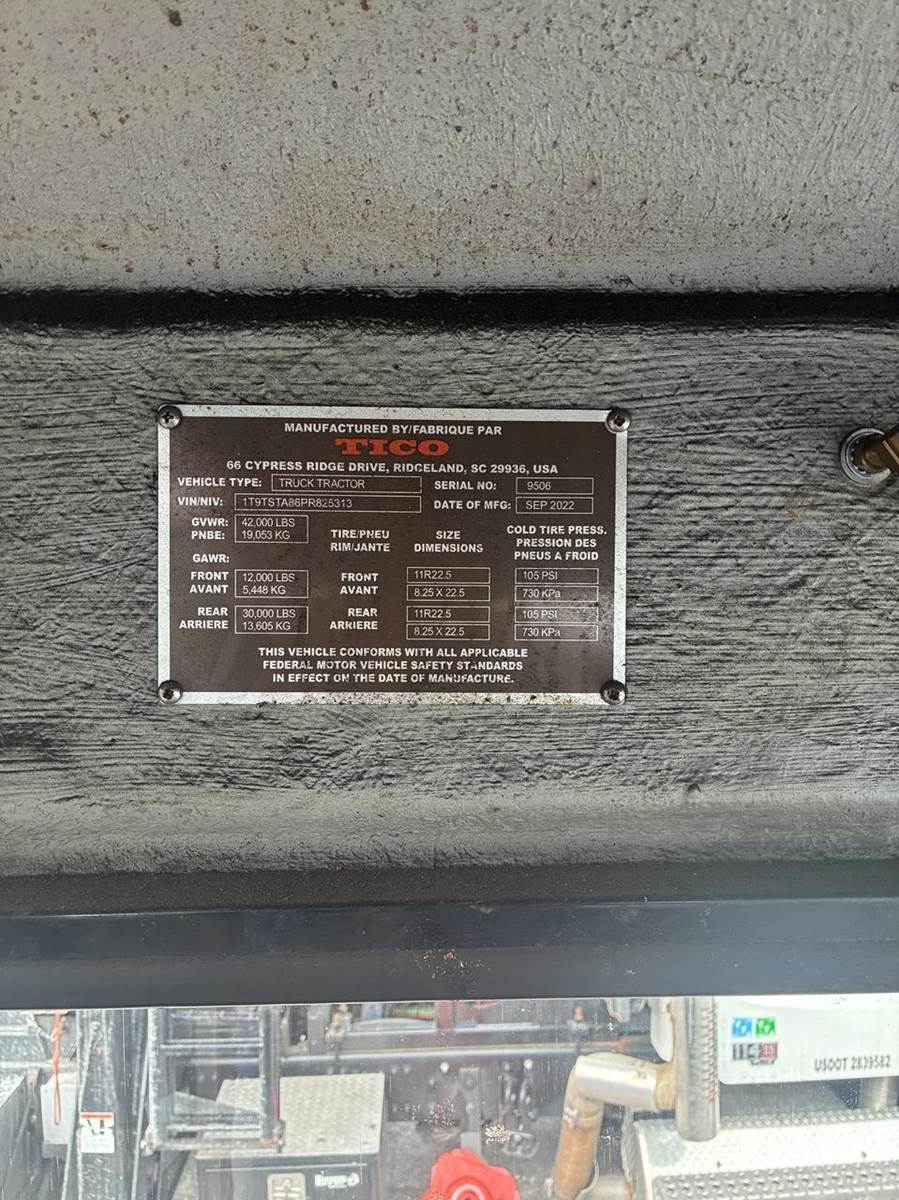 MANUFACTURED BY/FABRIQUE PAR
TICO
66 CYPRESS RIDGE DRIVE, RIDGELAND, SC 29936, USA
VEHICLE TYPE: TRUCK TRACTOR SERIAL NO: 9506
VIN/NIV: 1T9TSTA86PR825313 DATE OF MFG: SEP 2022
GVWR: 42,000 LBS
PNBE: 19,053 KG
TIRE/PNEU
RIM/JANTE
SIZE
DIMENSIONS
COLD TIRE PRESS.
PRESSION DES
PNEUS A FROID
GAWR:
FRONT 12,000 LBS FRONT 11R22.5 105 PSI
AVANT 5,448 KG AVANT 8.25 X 22.5 730 KPa
REAR 30,000 LBS REAR 11R22.5 105 PSI
ARRIERE 13,605 KG ARRIERE 8.25 X 22.5 730 KPa
THIS VEHICLE CONFORMS WITH ALL APPLICABLE
FEDERAL MOTOR VEHICLE SAFETY STANDARDS
IN EFFECT ON THE DATE OF MANUFACTURE.
USDOT 2839582